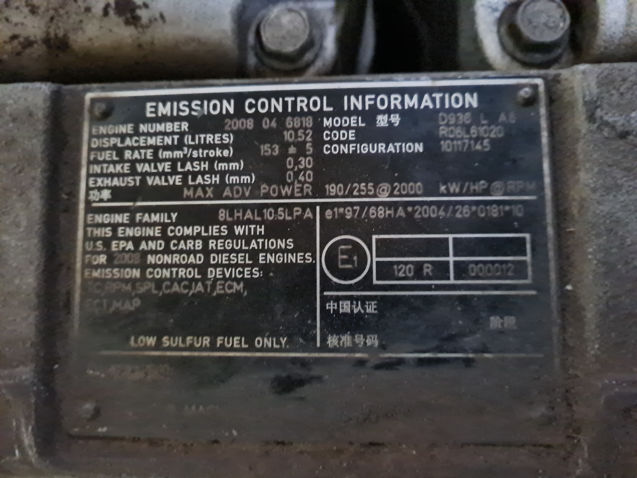 EMISSION CONTROL INFORMATION
ENGINE NUMBER 2008 04 6818
DISPLACEMENT (LITRES) 10,52
FUEL RATE (mm³/stroke) 153 ± 5
INTAKE VALVE LASH (mm) 0,30
EXHAUST VALVE LASH (mm) 0,40
MODEL 型号 D936 L A6
CODE R06L61020
CONFIGURATION 10117145
功率 MAX ADV POWER 190/255@2000 kW/HP@RPM
ENGINE FAMILY 8LHAL10.5LPA
THIS ENGINE COMPLIES WITH
U.S. EPA AND CARB REGULATIONS
FOR 2008 NONROAD DIESEL ENGINES.
EMISSION CONTROL DEVICES:
TC,RPM,SPL,CAC,IAT,ECM,
ECT,MAP
LOW SULFUR FUEL ONLY.
e1*97/68HA*2004/26*0181*10
E1
120 R 000012
中国认证
阶段
核准号码